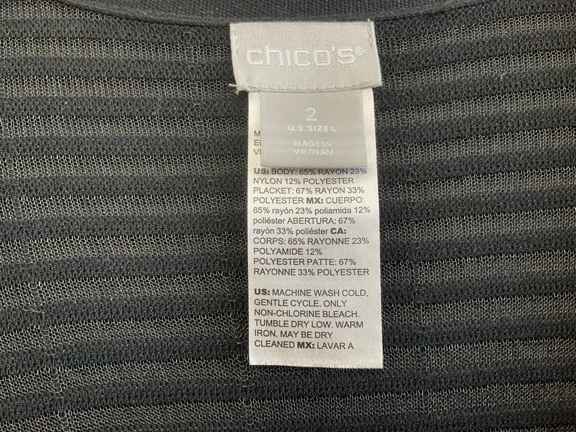 chico's®
2
U.S. SIZE L
MADE IN
VIETNAM
US: BODY: 65% RAYON 23%
NYLON 12% POLYESTER
PLACKET: 67% RAYON 33%
POLYESTER MX: CUERPO
65% rayón 23% poliamida 12%
poliéster ABERTURA: 67%
rayón 33% poliéster CA:
CORPS: 65% RAYONNE 23%
POLYAMIDE 12%
POLYESTER PATTE: 67%
RAYONNE 33% POLYESTER
US: MACHINE WASH COLD,
GENTLE CYCLE. ONLY
NON-CHLORINE BLEACH.
TUMBLE DRY LOW. WARM
IRON. MAY BE DRY
CLEANED MX: LAVAR A